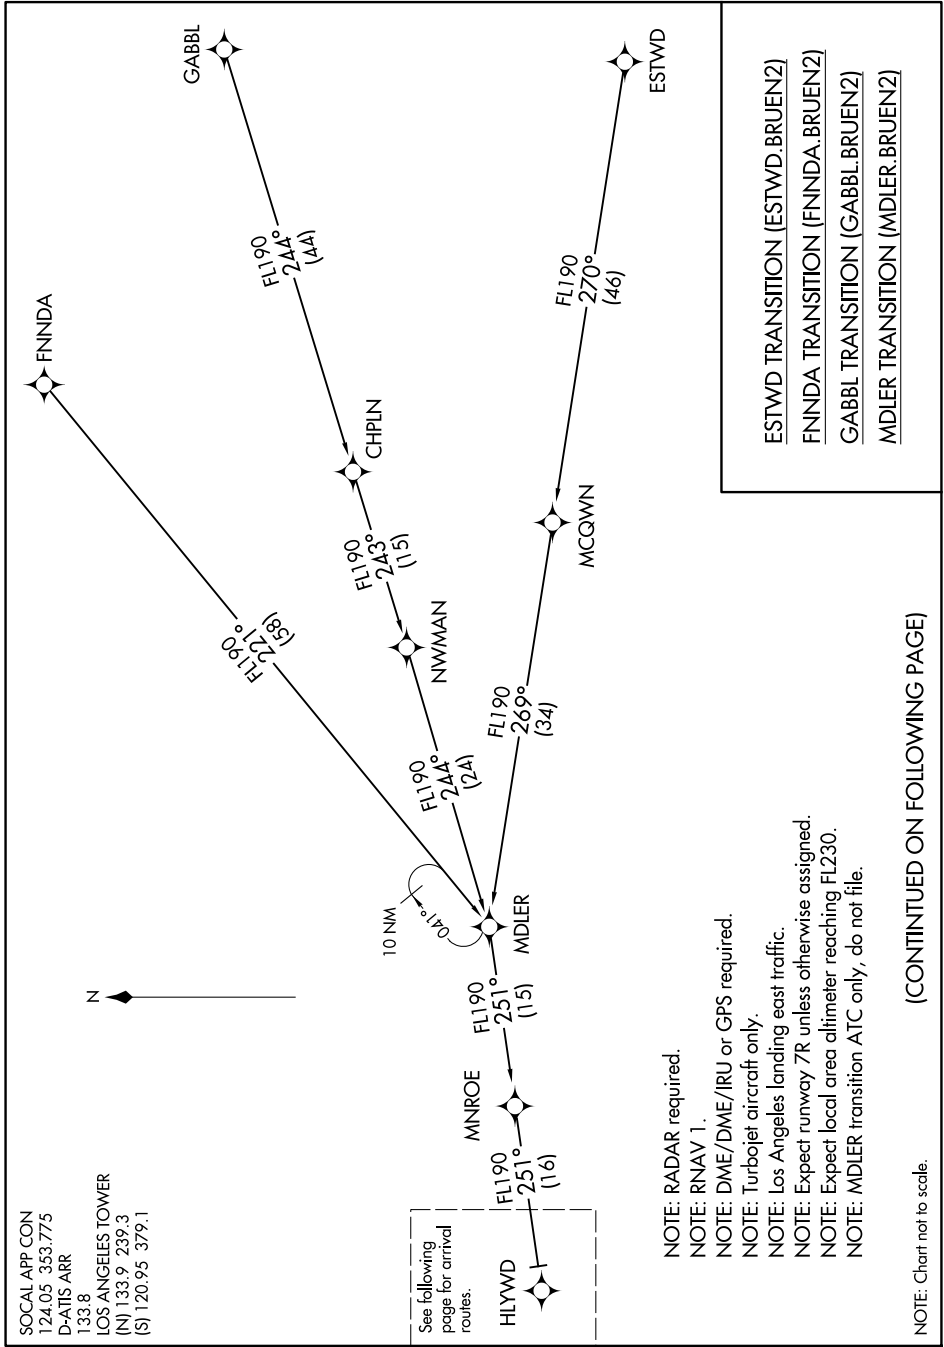 SOCAL APP CON
124.05 353.775
D-ATIS ARR
133.8
LOS ANGELES TOWER
(N) 133.9 239.3
(S) 120.95 379.1
N
FNNDA
GABBL
FL190
221°
(58)
FL190
244°
(44)
CHPLN
FL190
243°
(15)
NWMAN
FL190
244°
(24)
10 NM
041°
MDLER
FL190
251°
(15)
MNROE
FL190
251°
(16)
See following
page for arrival
routes.
HLYWD
FL190
269°
(34)
MCQWN
FL190
270°
(46)
ESTWD
NOTE: RADAR required.
NOTE: RNAV 1.
NOTE: DME/DME/IRU or GPS required.
NOTE: Turbojet aircraft only.
NOTE: Los Angeles landing east traffic.
NOTE: Expect runway 7R unless otherwise assigned.
NOTE: Expect local area altimeter reaching FL230.
NOTE: MDLER transition ATC only, do not file.
ESTWD TRANSITION (ESTWD.BRUEN2)
FNNDA TRANSITION (FNNDA.BRUEN2)
GABBL TRANSITION (GABBL.BRUEN2)
MDLER TRANSITION (MDLER.BRUEN2)
(CONTINTUED ON FOLLOWING PAGE)
NOTE: Chart not to scale.